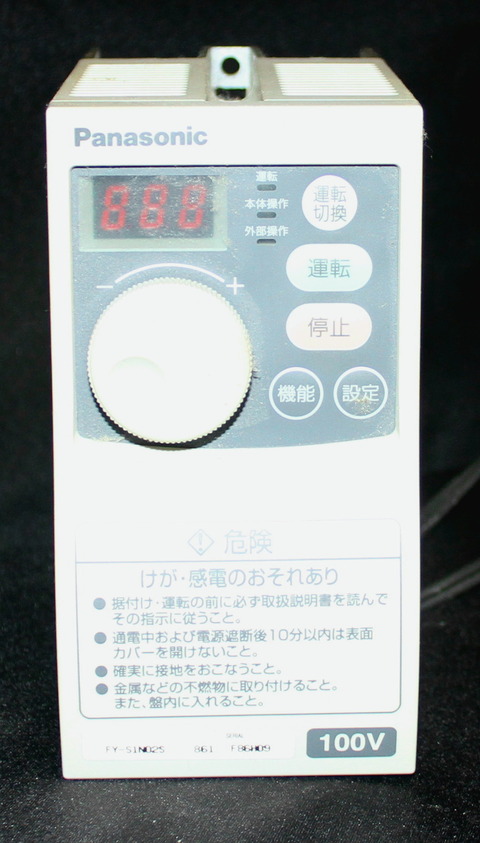 Panasonic
888
運転
本体操作
外部操作
運転
切換
運転
停止
機能
設定
− +
危険
けが・感電のおそれあり
● 据付け・運転の前に必ず取扱説明書を読んで
その指示に従うこと。
● 通電中および電源遮断後10分以内は表面
カバーを開けないこと。
● 確実に接地をおこなうこと。
● 金属などの不燃物に取り付けること。
また、盤内に入れること。
SERIAL
FY-S1N02S 861 F86H09
100V